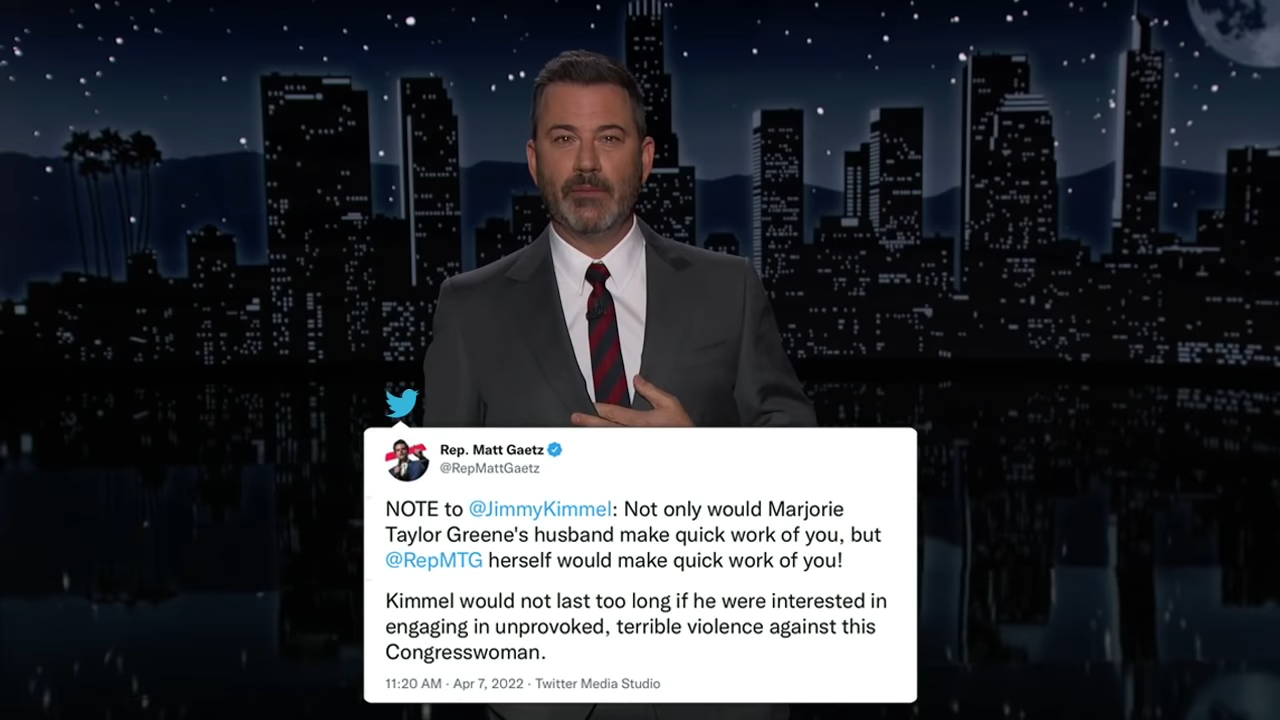 Rep. Matt Gaetz
@RepMattGaetz
NOTE to @JimmyKimmel: Not only would Marjorie
Taylor Greene's husband make quick work of you, but
@RepMTG herself would make quick work of you!
Kimmel would not last too long if he were interested in
engaging in unprovoked, terrible violence against this
Congresswoman.
11:20 AM · Apr 7, 2022 · Twitter Media Studio